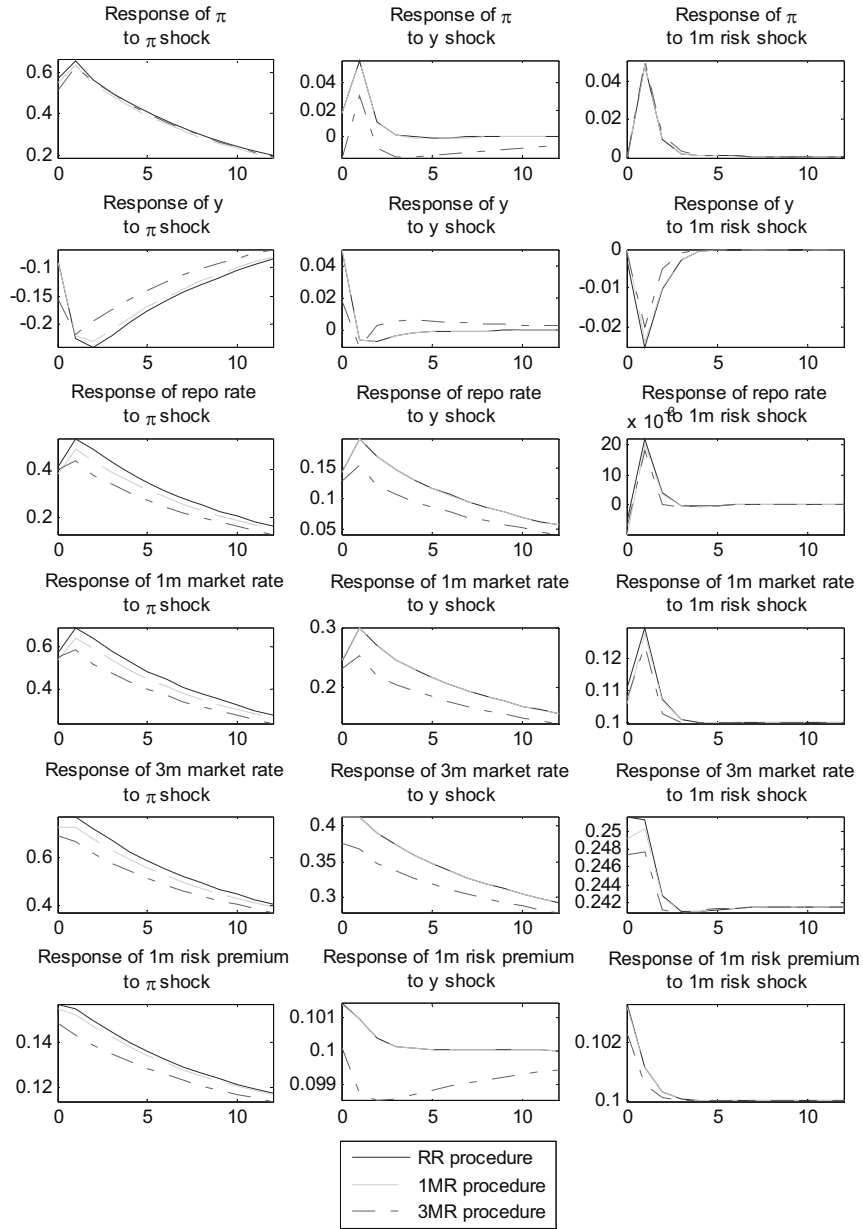 Response of π
to π shock
0.6
0.4
0.2
0 5 10
Response of π
to y shock
0.04
0.02
0
0 5 10
Response of π
to 1m risk shock
0.04
0.02
0
0 5 10
Response of y
to π shock
-0.1
-0.15
-0.2
0 5 10
Response of y
to y shock
0.04
0.02
0
0 5 10
Response of y
to 1m risk shock
0
-0.01
-0.02
0 5 10
Response of repo rate
to π shock
0.4
0.2
0 5 10
Response of repo rate
to y shock
0.15
0.1
0.05
0 5 10
Response of repo rate
to 1m risk shock
20
10
0
0 5 10
Response of 1m market rate
to π shock
0.6
0.4
0 5 10
Response of 1m market rate
to y shock
0.3
0.2
0 5 10
Response of 1m market rate
to 1m risk shock
0.12
0.11
0.1
0 5 10
Response of 3m market rate
to π shock
0.6
0.4
0 5 10
Response of 3m market rate
to y shock
0.4
0.35
0.3
0 5 10
Response of 3m market rate
to 1m risk shock
0.25
0.248
0.246
0.244
0.242
0 5 10
Response of 1m risk premium
to π shock
0.14
0.12
0 5 10
Response of 1m risk premium
to y shock
0.101
0.1
0.099
0 5 10
Response of 1m risk premium
to 1m risk shock
0.102
0.1
0 5 10
RR procedure
1MR procedure
3MR procedure